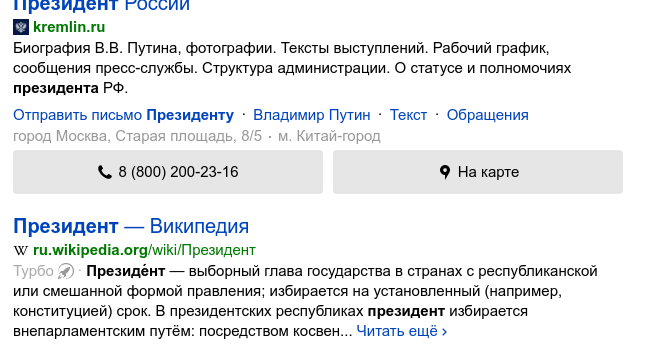 Президент России
kremlin.ru
Биография В.В. Путина, фотографии. Тексты выступлений. Рабочий график,
сообщения пресс-службы. Структура администрации. О статусе и полномочиях
президента РФ.
Отправить письмо Президенту · Владимир Путин · Текст · Обращения
город Москва, Старая площадь, 8/5 · м. Китай-город
8 (800) 200-23-16 На карте
Президент — Википедия
W ru.wikipedia.org/wiki/Президент
Турбо · Президе́нт — выборный глава государства в странах с республиканской
или смешанной формой правления; избирается на установленный (например,
конституцией) срок. В президентских республиках президент избирается
внепарламентским путём: посредством косвен... Читать ещё ›